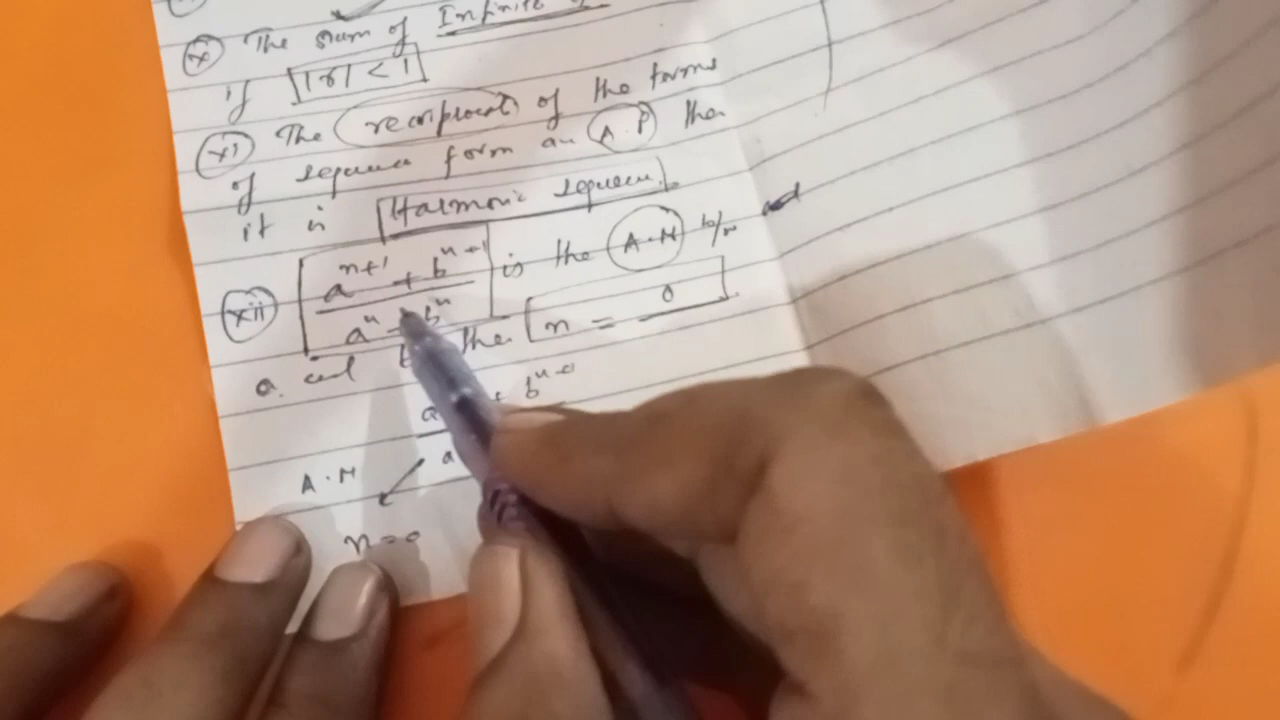 (x) The sum of Infinite
if |r| < 1
(xi) The reciprocal of the terms
of sequence form an A.P then
it is Harmonic sequence.
(xii) a^{n+1} + b^{n+1} / a^n + b^n is the A.M b/w
a and b then n = 0
b^{n+1}
A.M
n=0